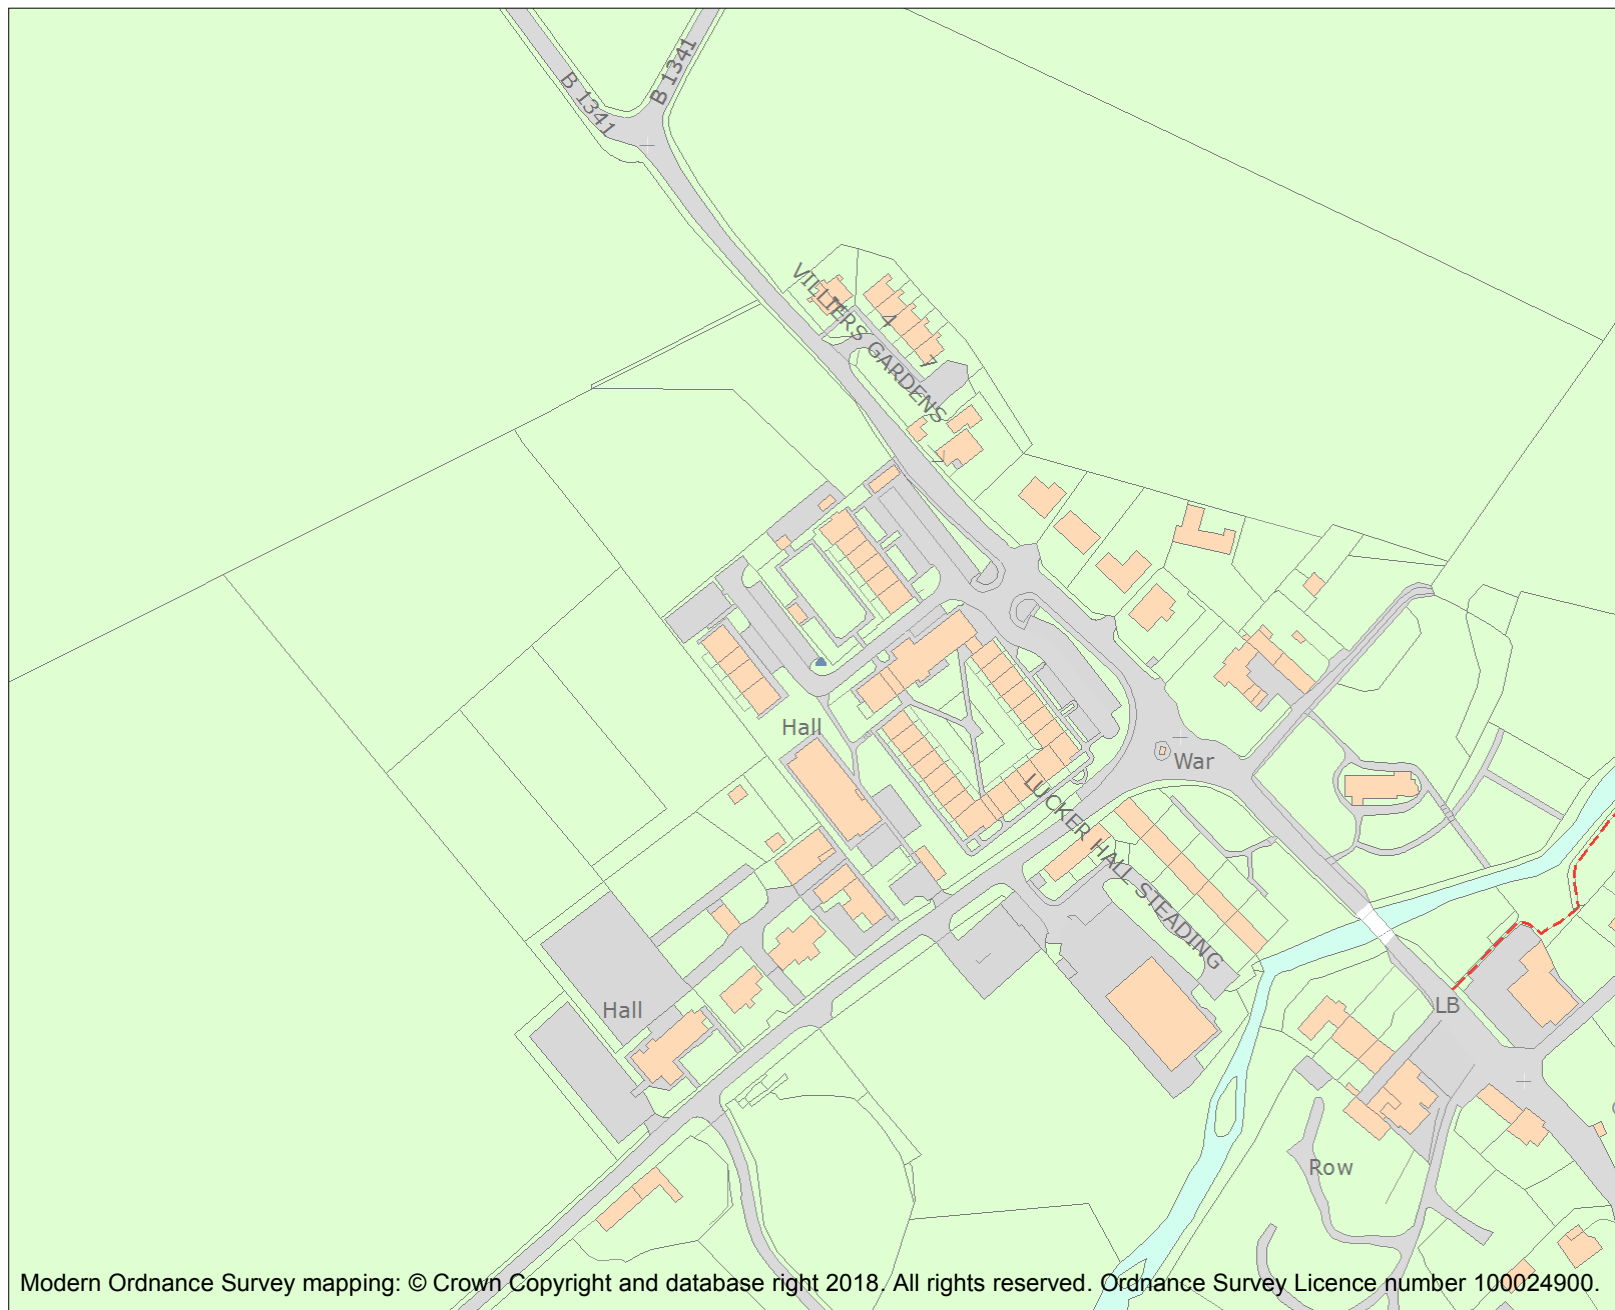 B 1341
B 1341
VILLIERS GARDENS
4
7
1
Hall
War
LUCKER HALL STEADING
Hall
LB
Row
Modern Ordnance Survey mapping: © Crown Copyright and database right 2018. All rights reserved. Ordnance Survey Licence number 100024900.